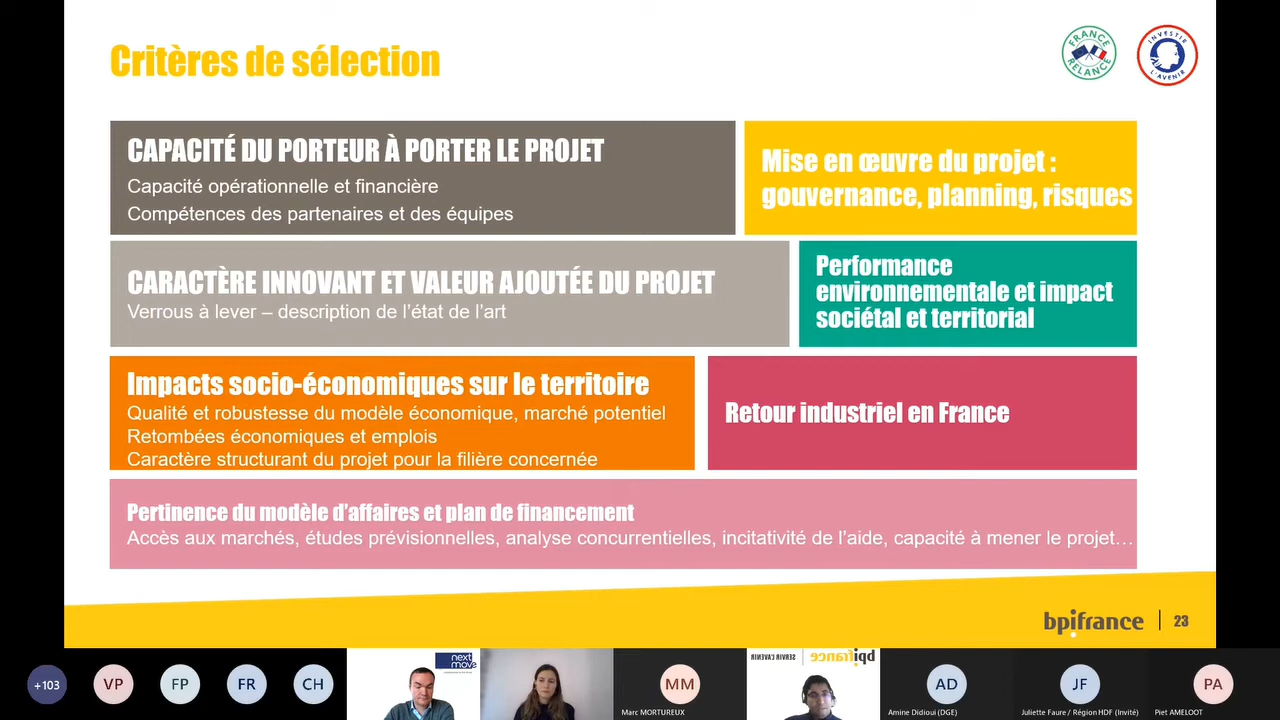 Critères de sélection
FRANCE
RELANCE
INVESTIR
L'AVENIR
CAPACITÉ DU PORTEUR À PORTER LE PROJET
Capacité opérationnelle et financière
Compétences des partenaires et des équipes
Mise en œuvre du projet :
gouvernance, planning, risques
CARACTÈRE INNOVANT ET VALEUR AJOUTÉE DU PROJET
Verrous à lever – description de l'état de l'art
Performance
environnementale et impact
sociétal et territorial
Impacts socio-économiques sur le territoire
Qualité et robustesse du modèle économique, marché potentiel
Retombées économiques et emplois
Caractère structurant du projet pour la filière concernée
Retour industriel en France
Pertinence du modèle d'affaires et plan de financement
Accès aux marchés, études prévisionnelles, analyse concurrentielles, incitativité de l'aide, capacité à mener le projet…
bpifrance
23
+103
VP
FP
FR
CH
next
move
MM
Marc MORTUREUX
SERVIR L'AVENIR
bpifrance
AD
Amine Didioui (DGE)
JF
Juliette Faure / Région HDF (Invité)
PA
Piet AMELOOT